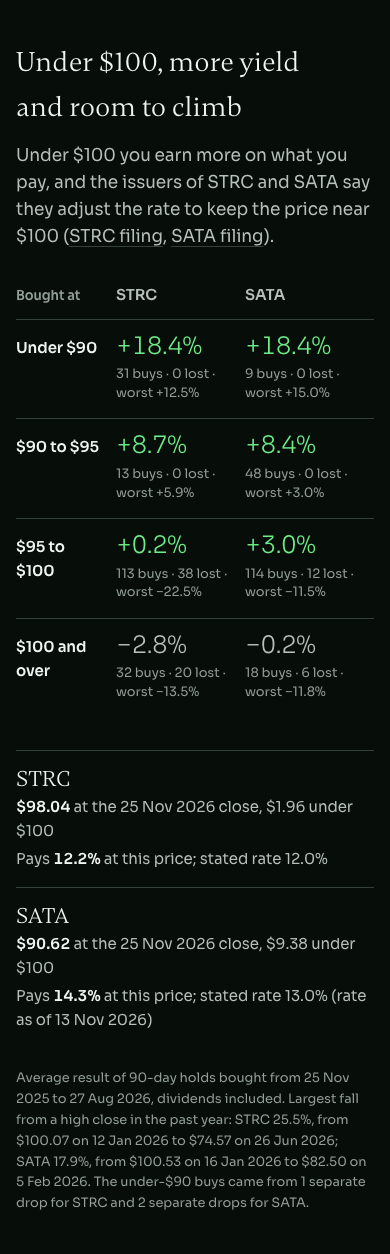 Under $100, more yield
and room to climb
Under $100 you earn more on what you
pay, and the issuers of STRC and SATA say
they adjust the rate to keep the price near
$100 (STRC filing, SATA filing).
Bought at STRC SATA
Under $90 +18.4% +18.4%
31 buys · 0 lost · 9 buys · 0 lost ·
worst +12.5% worst +15.0%
$90 to $95 +8.7% +8.4%
13 buys · 0 lost · 48 buys · 0 lost ·
worst +5.9% worst +3.0%
$95 to +0.2% +3.0%
$100 113 buys · 38 lost · 114 buys · 12 lost ·
worst −22.5% worst −11.5%
$100 and −2.8% −0.2%
over 32 buys · 20 lost · 18 buys · 6 lost ·
worst −13.5% worst −11.8%
STRC
$98.04 at the 25 Nov 2026 close, $1.96 under
$100
Pays 12.2% at this price; stated rate 12.0%
SATA
$90.62 at the 25 Nov 2026 close, $9.38 under
$100
Pays 14.3% at this price; stated rate 13.0% (rate
as of 13 Nov 2026)
Average result of 90-day holds bought from 25 Nov
2025 to 27 Aug 2026, dividends included. Largest fall
from a high close in the past year: STRC 25.5%, from
$100.07 on 12 Jan 2026 to $74.57 on 26 Jun 2026;
SATA 17.9%, from $100.53 on 16 Jan 2026 to $82.50 on
5 Feb 2026. The under-$90 buys came from 1 separate
drop for STRC and 2 separate drops for SATA.